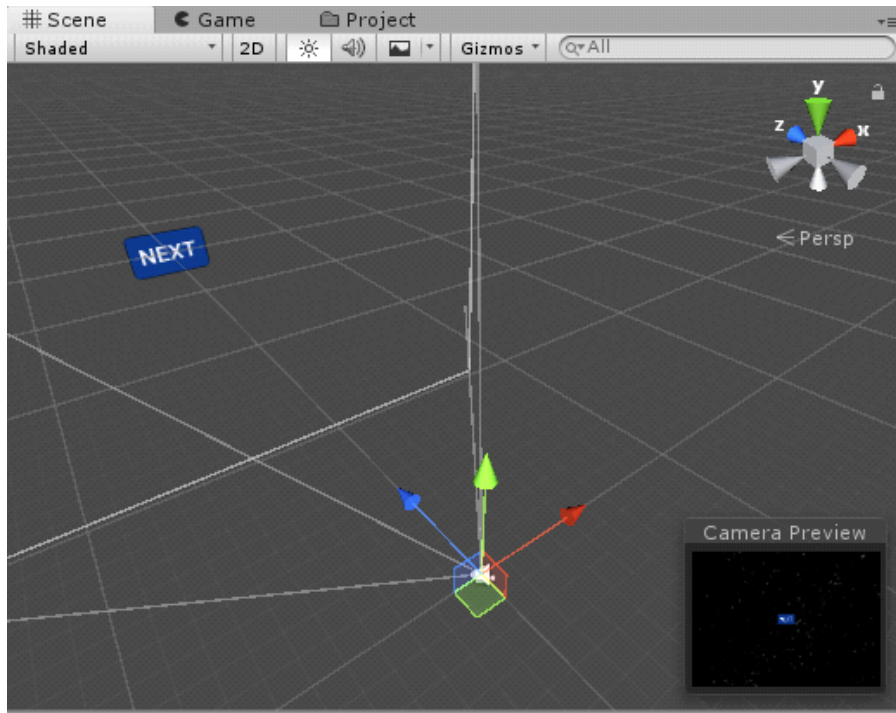 Scene Game Project
Shaded 2D Gizmos All
y
z x
Persp
NEXT
Camera Preview